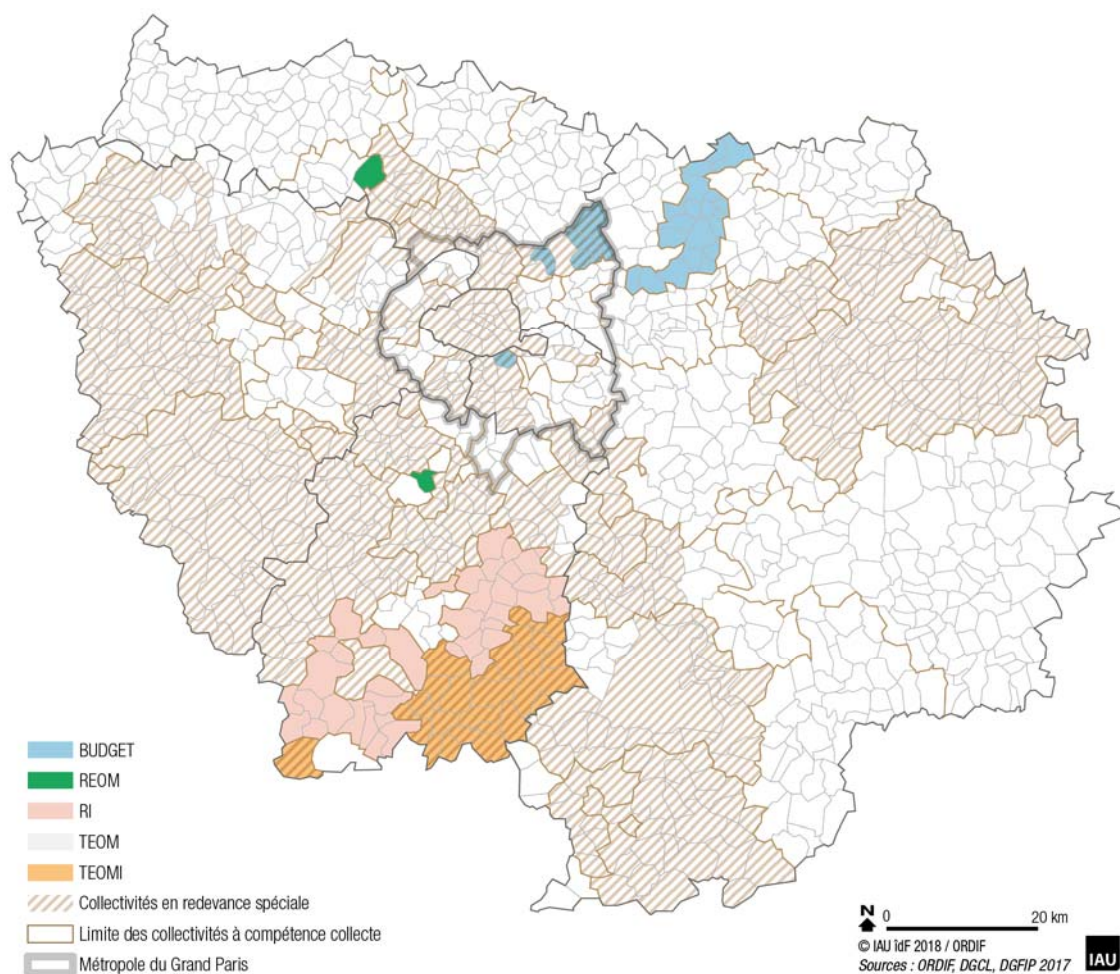 BUDGET
REOM
RI
TEOM
TEOMI
Collectivités en redevance spéciale
Limite des collectivités à compétence collecte
Métropole du Grand Paris
N 0 20 km
© IAU îdF 2018 / ORDIF
Sources : ORDIF, DGCL, DGFIP 2017
IAU